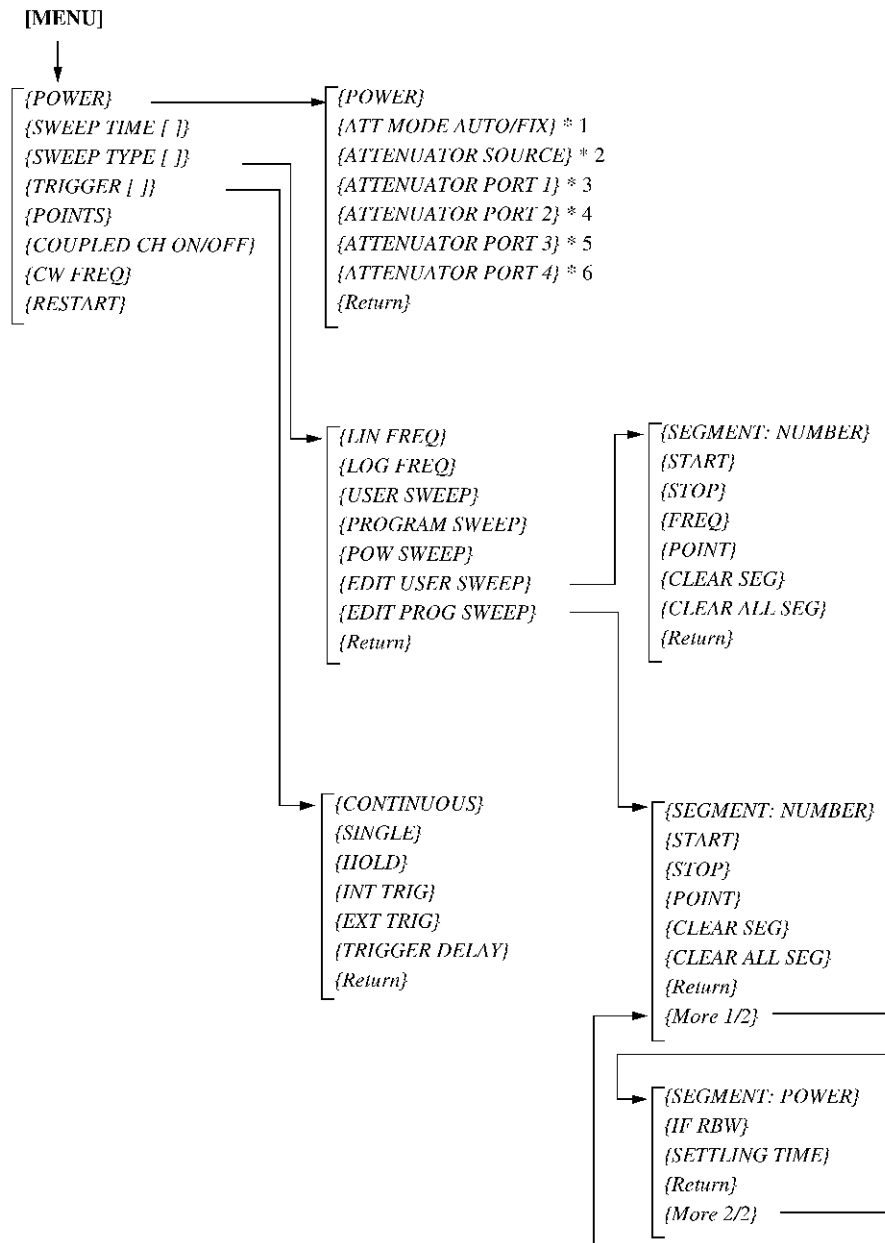 [MENU]
{POWER}
{SWEEP TIME [ ]}
{SWEEP TYPE [ ]}
{TRIGGER [ ]}
{POINTS}
{COUPLED CH ON/OFF}
{CW FREQ}
{RESTART}
{POWER}
{ATT MODE AUTO/FIX} * 1
{ATTENUATOR SOURCE} * 2
{ATTENUATOR PORT 1} * 3
{ATTENUATOR PORT 2} * 4
{ATTENUATOR PORT 3} * 5
{ATTENUATOR PORT 4} * 6
{Return}
{LIN FREQ}
{LOG FREQ}
{USER SWEEP}
{PROGRAM SWEEP}
{POW SWEEP}
{EDIT USER SWEEP}
{EDIT PROG SWEEP}
{Return}
{SEGMENT: NUMBER}
{START}
{STOP}
{FREQ}
{POINT}
{CLEAR SEG}
{CLEAR ALL SEG}
{Return}
{CONTINUOUS}
{SINGLE}
{HOLD}
{INT TRIG}
{EXT TRIG}
{TRIGGER DELAY}
{Return}
{SEGMENT: NUMBER}
{START}
{STOP}
{POINT}
{CLEAR SEG}
{CLEAR ALL SEG}
{Return}
{More 1/2}
{SEGMENT: POWER}
{IF RBW}
{SETTLING TIME}
{Return}
{More 2/2}